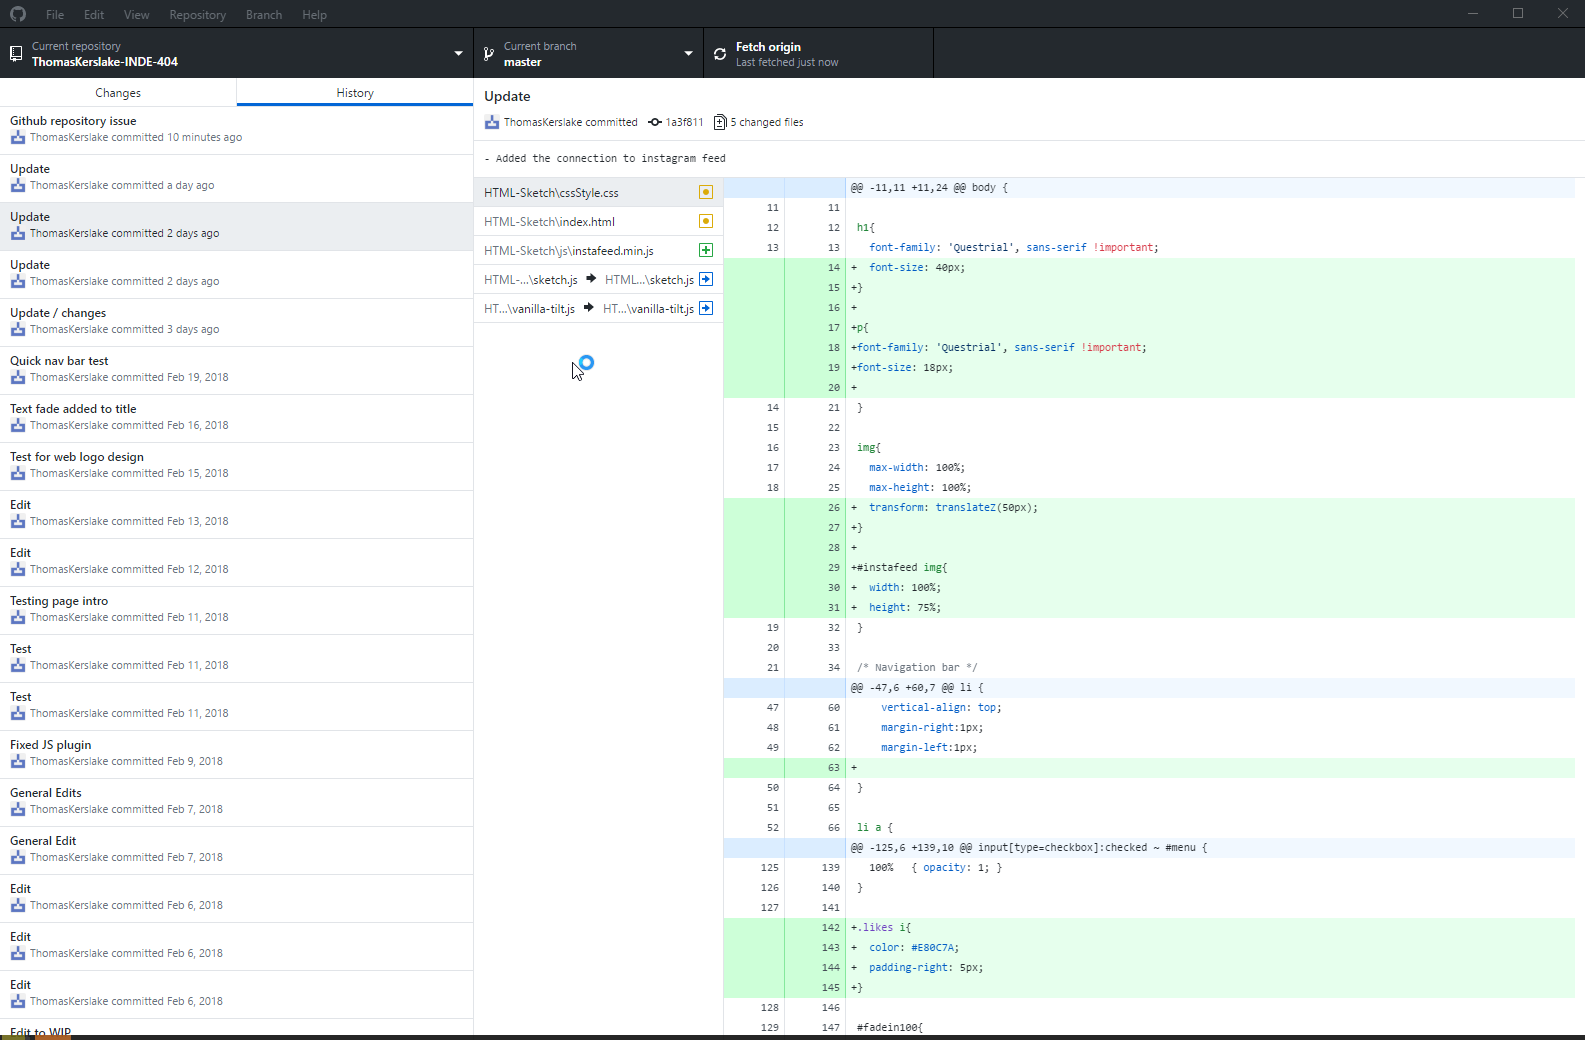 File Edit View Repository Branch Help
Current repository
ThomasKerslake-INDE-404
Current branch
master
Fetch origin
Last fetched just now
Changes
History
Github repository issue
ThomasKerslake committed 10 minutes ago
Update
ThomasKerslake committed a day ago
Update
ThomasKerslake committed 2 days ago
Update
ThomasKerslake committed 2 days ago
Update / changes
ThomasKerslake committed 3 days ago
Quick nav bar test
ThomasKerslake committed Feb 19, 2018
Text fade added to title
ThomasKerslake committed Feb 16, 2018
Test for web logo design
ThomasKerslake committed Feb 15, 2018
Edit
ThomasKerslake committed Feb 13, 2018
Edit
ThomasKerslake committed Feb 12, 2018
Testing page intro
ThomasKerslake committed Feb 11, 2018
Test
ThomasKerslake committed Feb 11, 2018
Test
ThomasKerslake committed Feb 11, 2018
Fixed JS plugin
ThomasKerslake committed Feb 9, 2018
General Edits
ThomasKerslake committed Feb 7, 2018
General Edit
ThomasKerslake committed Feb 7, 2018
Edit
ThomasKerslake committed Feb 6, 2018
Edit
ThomasKerslake committed Feb 6, 2018
Edit
ThomasKerslake committed Feb 6, 2018
Edit to WIP
Update
ThomasKerslake committed 1a3f811 5 changed files
- Added the connection to instagram feed
HTML-Sketch\cssStyle.css
HTML-Sketch\index.html
HTML-Sketch\js\instafeed.min.js
HTML-...\sketch.js HTML...\sketch.js
HT...\vanilla-tilt.js HT...\vanilla-tilt.js
@@ -11,11 +11,24 @@ body {
11 11
12 12 h1{
13 13 font-family: 'Questrial', sans-serif !important;
14 + font-size: 40px;
15 +}
16 +
17 +p{
18 +font-family: 'Questrial', sans-serif !important;
19 +font-size: 18px;
20 +
14 21 }
15 22
16 23 img{
17 24 max-width: 100%;
18 25 max-height: 100%;
26 + transform: translateZ(50px);
27 +}
28 +
29 +#instafeed img{
30 + width: 100%;
31 + height: 75%;
19 32 }
20 33
21 34 /* Navigation bar */
@@ -47,6 +60,7 @@ li {
47 60 vertical-align: top;
48 61 margin-right:1px;
49 62 margin-left:1px;
63 +
50 64 }
51 65
52 66 li a {
@@ -125,6 +139,10 @@ input[type=checkbox]:checked ~ #menu {
125 139 100% { opacity: 1; }
126 140 }
127 141
142 +.likes i{
143 + color: #E80C7A;
144 + padding-right: 5px;
145 +}
128 146
129 147 #fadein100{